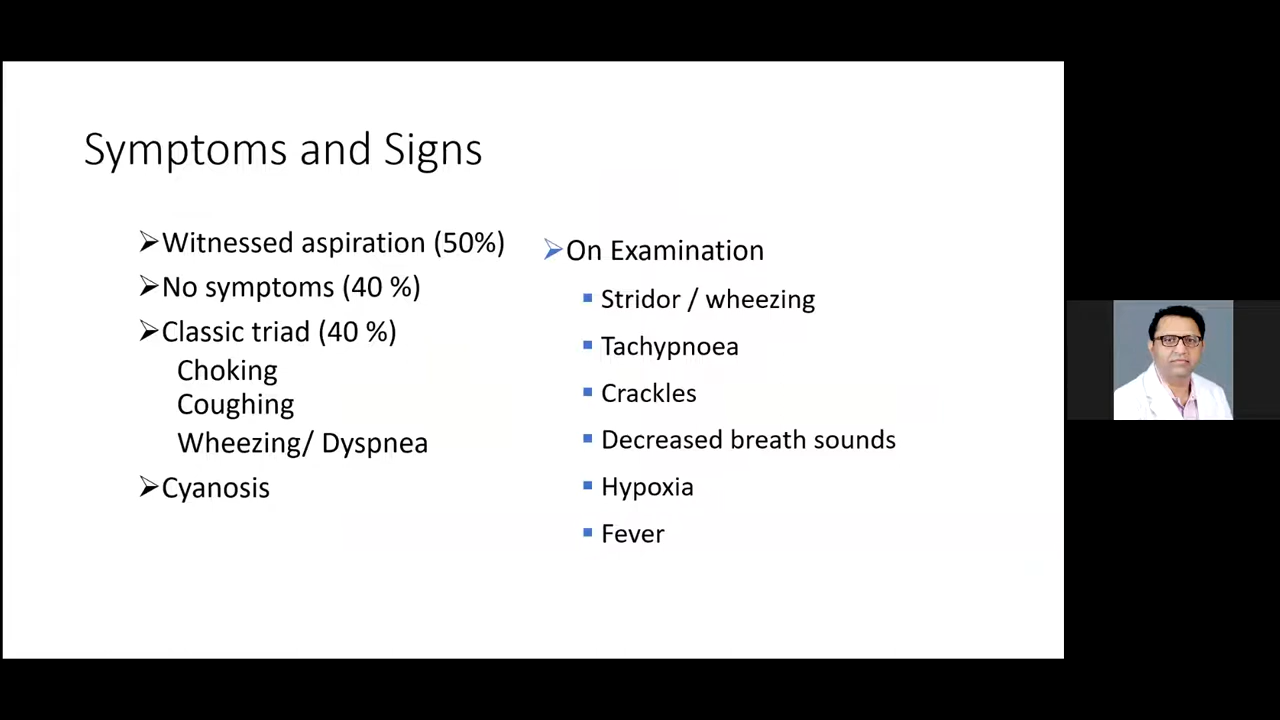 Symptoms and Signs
Witnessed aspiration (50%)
No symptoms (40 %)
Classic triad (40 %)
Choking
Coughing
Wheezing/ Dyspnea
Cyanosis
On Examination
Stridor / wheezing
Tachypnoea
Crackles
Decreased breath sounds
Hypoxia
Fever